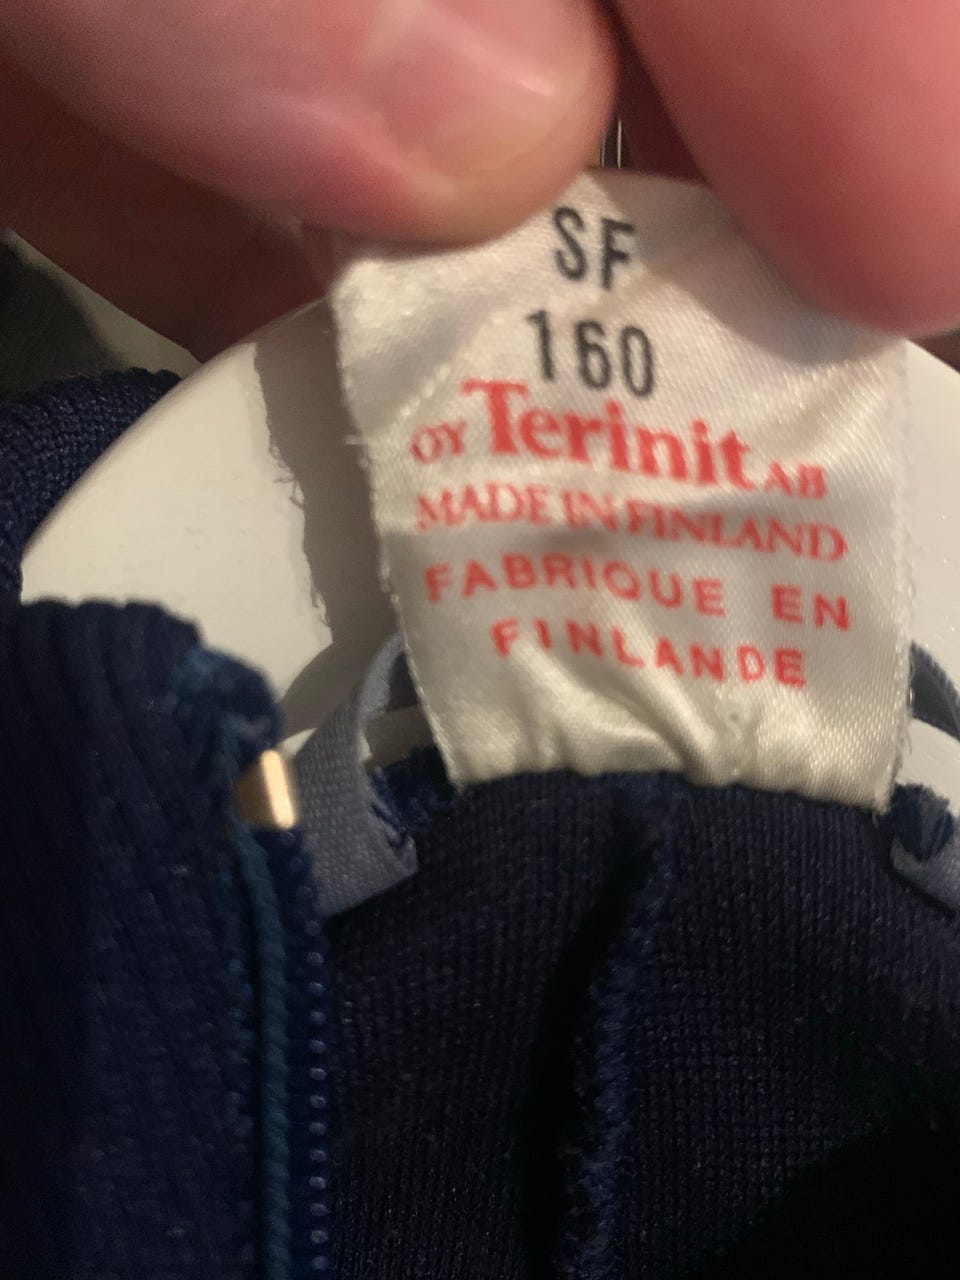 SF
160
OY Terinit AB
MADE IN FINLAND
FABRIQUE EN
FINLANDE